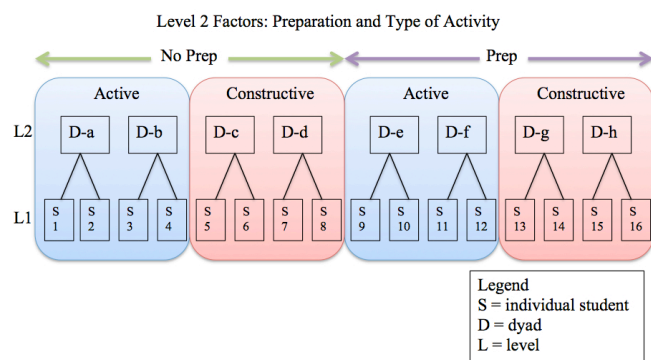 Level 2 Factors: Preparation and Type of Activity
No Prep Prep
Active Constructive Active Constructive
L2 D-a D-b D-c D-d D-e D-f D-g D-h
L1 S S S S S S S S S S S S S S S S
1 2 3 4 5 6 7 8 9 10 11 12 13 14 15 16
Legend
S = individual student
D = dyad
L = level